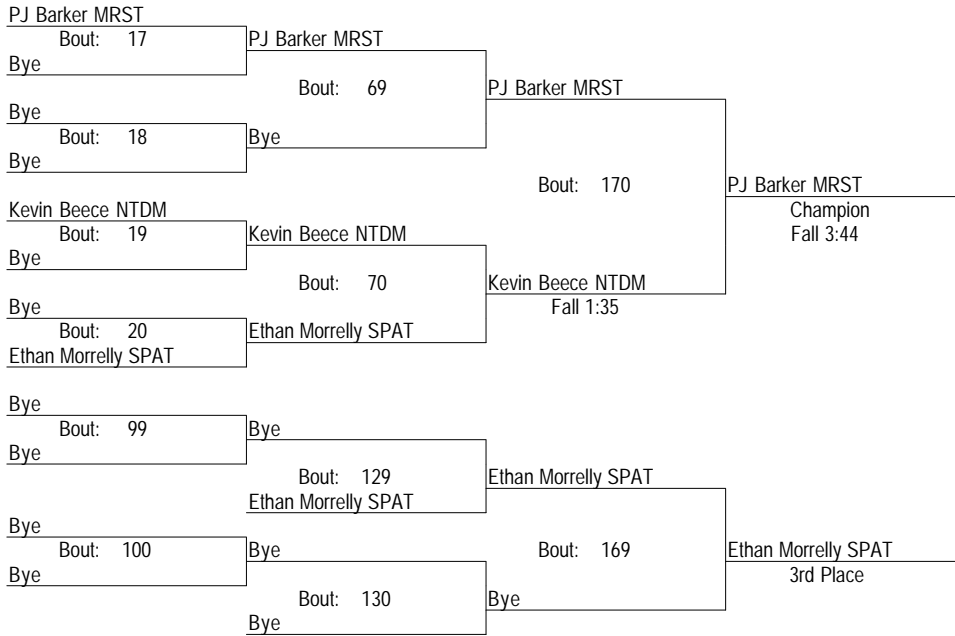 PJ Barker MRST
Bout: 17
PJ Barker MRST
Bye
Bout: 69
PJ Barker MRST
Bye
Bout: 18
Bye
Bye
Bout: 170
PJ Barker MRST
Kevin Beece NTDM
Champion
Bout: 19
Kevin Beece NTDM
Fall 3:44
Bye
Bout: 70
Kevin Beece NTDM
Bye
Fall 1:35
Bout: 20
Ethan Morrelly SPAT
Ethan Morrelly SPAT
Bye
Bout: 99
Bye
Bye
Bout: 129
Ethan Morrelly SPAT
Ethan Morrelly SPAT
Bye
Bout: 100
Bye
Bout: 169
Ethan Morrelly SPAT
Bye
3rd Place
Bout: 130
Bye
Bye